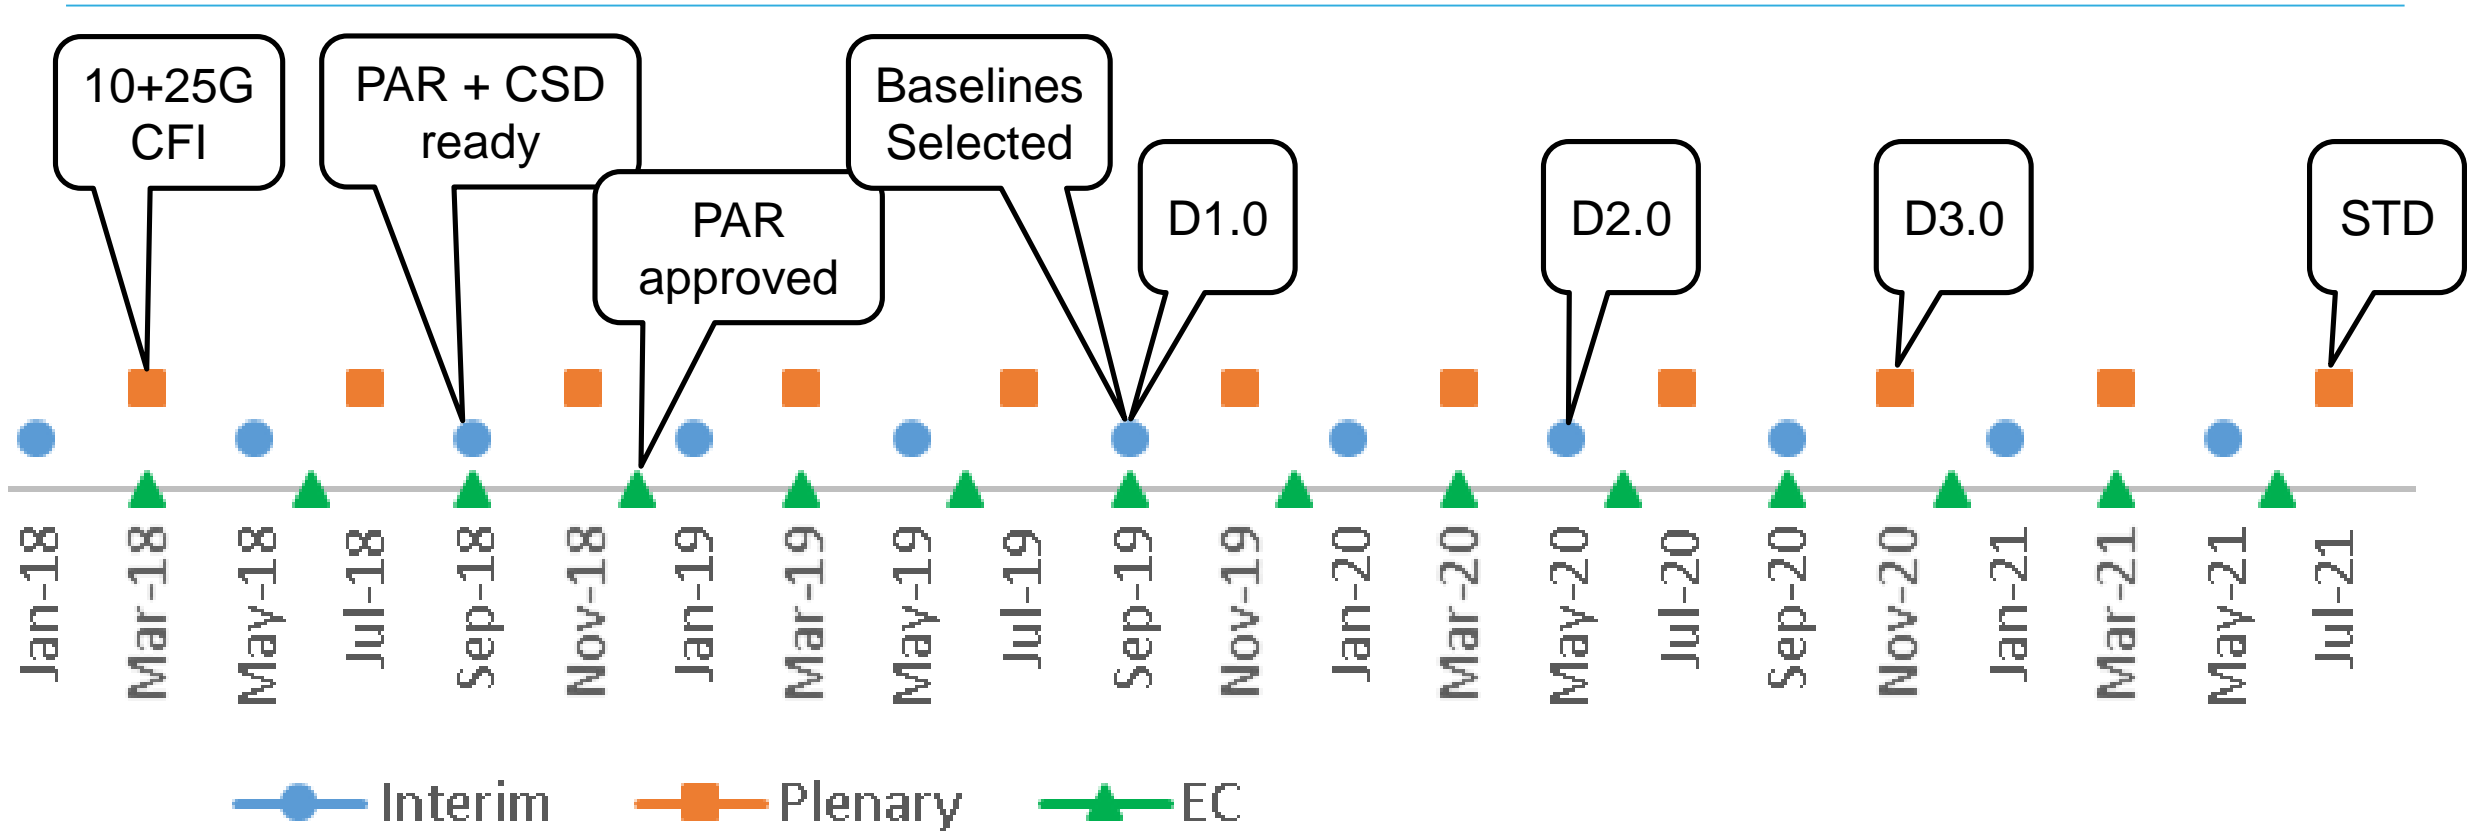 10+25G
CFI
PAR + CSD
ready
PAR
approved
Baselines
Selected
D1.0
D2.0
D3.0
STD
Jan-18
Mar-18
May-18
Jul-18
Sep-18
Nov-18
Jan-19
Mar-19
May-19
Jul-19
Sep-19
Nov-19
Jan-20
Mar-20
May-20
Jul-20
Sep-20
Nov-20
Jan-21
Mar-21
May-21
Jul-21
Interim
Plenary
EC